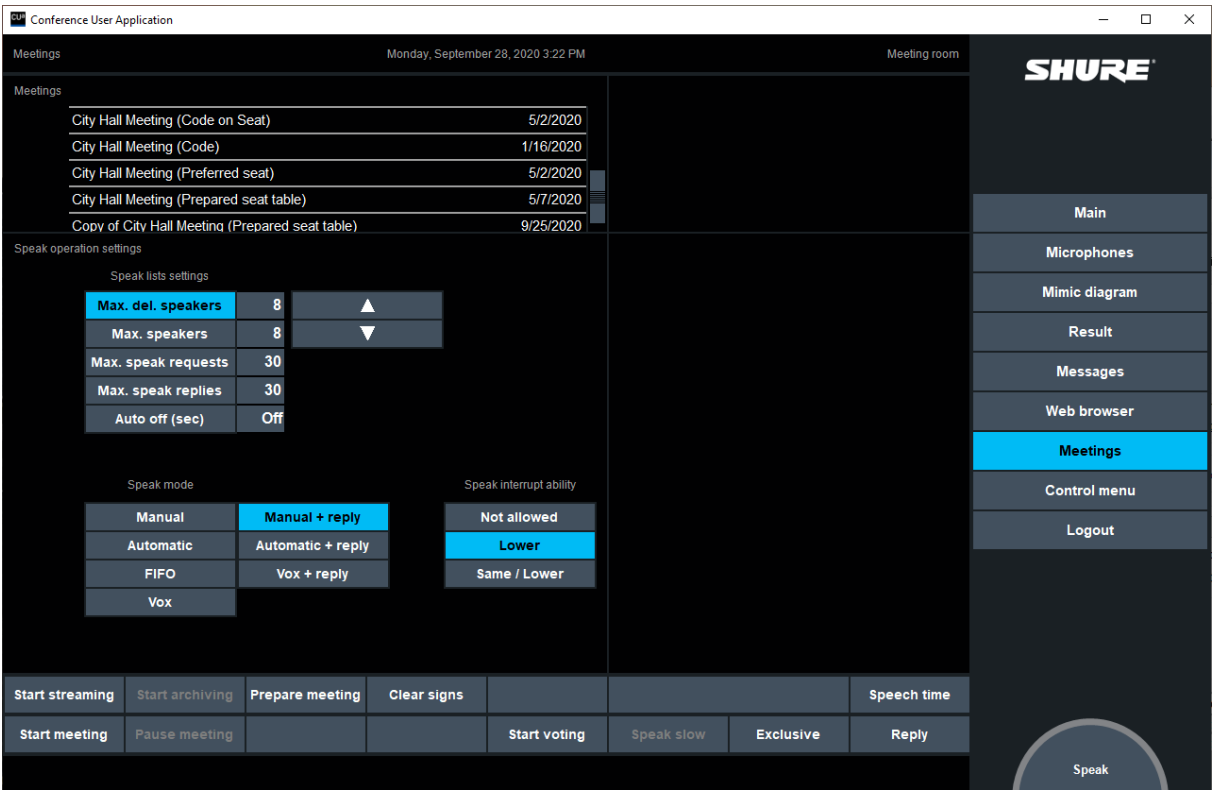 CU Conference User Application
Meetings Monday, September 28, 2020 3:22 PM Meeting room
SHURE
Meetings
City Hall Meeting (Code on Seat) 5/2/2020
City Hall Meeting (Code) 1/16/2020
City Hall Meeting (Preferred seat) 5/2/2020
City Hall Meeting (Prepared seat table) 5/7/2020
Copy of City Hall Meeting (Prepared seat table) 9/25/2020
Speak operation settings
Speak lists settings
Max. del. speakers 8
Max. speakers 8
Max. speak requests 30
Max. speak replies 30
Auto off (sec) Off
Speak mode Speak interrupt ability
Manual Manual + reply Not allowed
Automatic Automatic + reply Lower
FIFO Vox + reply Same / Lower
Vox
Start streaming Start archiving Prepare meeting Clear signs Speech time
Start meeting Pause meeting Start voting Speak slow Exclusive Reply
Main
Microphones
Mimic diagram
Result
Messages
Web browser
Meetings
Control menu
Logout
Speak